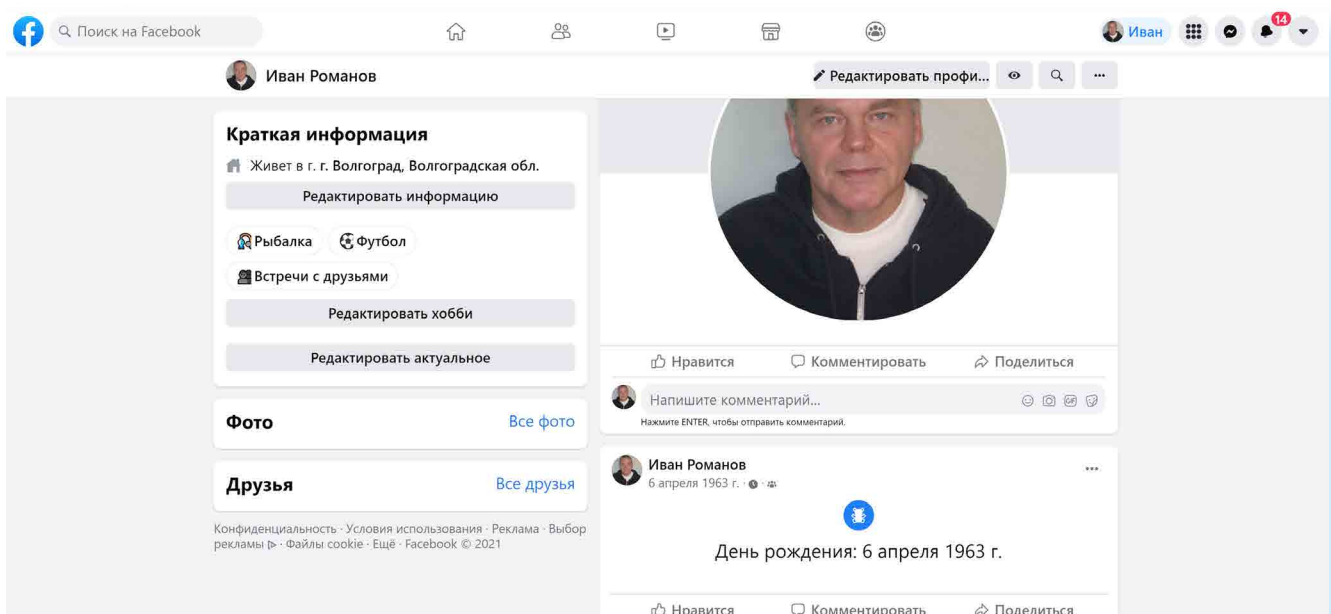 Поиск на Facebook
Иван
14
Иван Романов
Редактировать профи...
Краткая информация
Живет в г. г. Волгоград, Волгоградская обл.
Редактировать информацию
Рыбалка
Футбол
Встречи с друзьями
Редактировать хобби
Редактировать актуальное
Фото
Все фото
Друзья
Все друзья
Конфиденциальность · Условия использования · Реклама · Выбор
рекламы · Файлы cookie · Ещё · Facebook © 2021
Нравится
Комментировать
Поделиться
Напишите комментарий...
GIF
Нажмите ENTER, чтобы отправить комментарий.
Иван Романов
6 апреля 1963 г. ·
День рождения: 6 апреля 1963 г.
Нравится
Комментировать
Поделиться